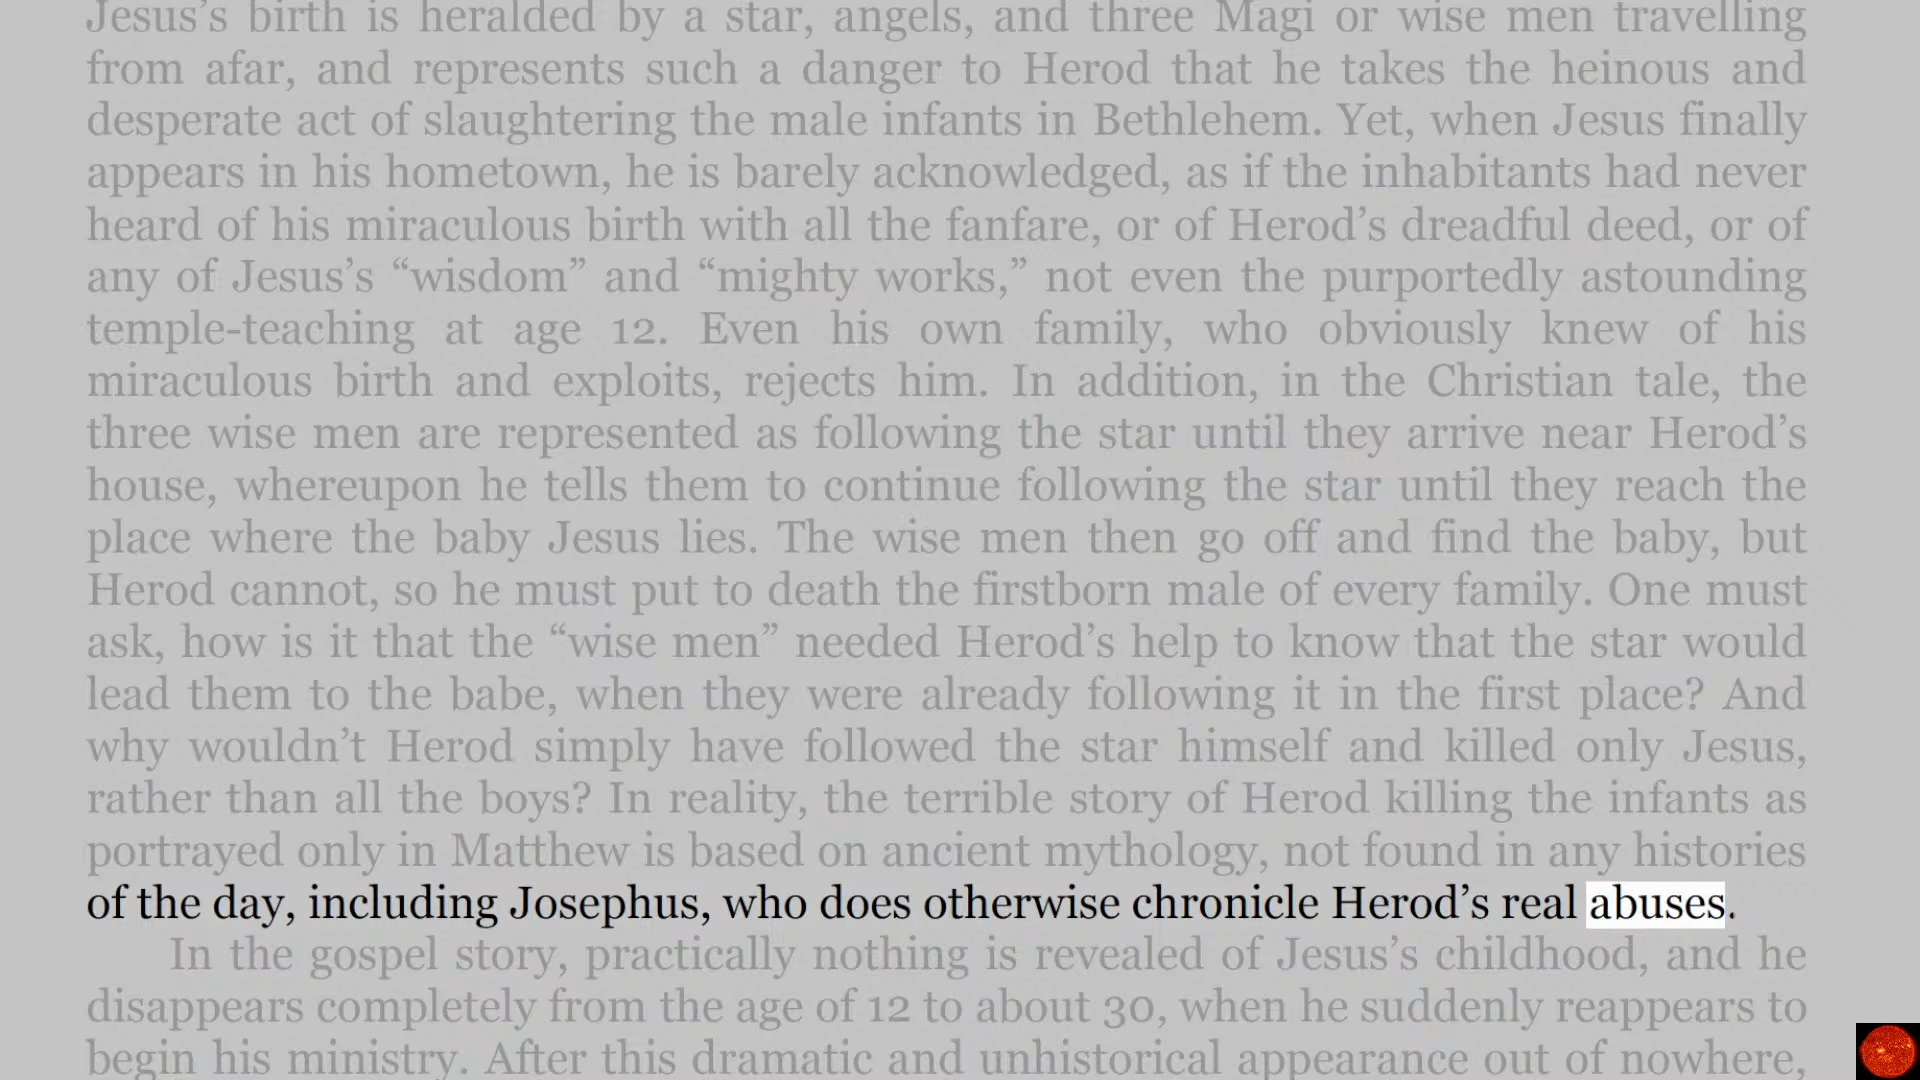 Jesus’s birth is heralded by a star, angels, and three Magi or wise men travelling
from afar, and represents such a danger to Herod that he takes the heinous and
desperate act of slaughtering the male infants in Bethlehem. Yet, when Jesus finally
appears in his hometown, he is barely acknowledged, as if the inhabitants had never
heard of his miraculous birth with all the fanfare, or of Herod’s dreadful deed, or of
any of Jesus’s “wisdom” and “mighty works,” not even the purportedly astounding
temple-teaching at age 12. Even his own family, who obviously knew of his
miraculous birth and exploits, rejects him. In addition, in the Christian tale, the
three wise men are represented as following the star until they arrive near Herod’s
house, whereupon he tells them to continue following the star until they reach the
place where the baby Jesus lies. The wise men then go off and find the baby, but
Herod cannot, so he must put to death the firstborn male of every family. One must
ask, how is it that the “wise men” needed Herod’s help to know that the star would
lead them to the babe, when they were already following it in the first place? And
why wouldn’t Herod simply have followed the star himself and killed only Jesus,
rather than all the boys? In reality, the terrible story of Herod killing the infants as
portrayed only in Matthew is based on ancient mythology, not found in any histories
of the day, including Josephus, who does otherwise chronicle Herod’s real abuses.
In the gospel story, practically nothing is revealed of Jesus’s childhood, and he
disappears completely from the age of 12 to about 30, when he suddenly reappears to
begin his ministry. After this dramatic and unhistorical appearance out of nowhere,